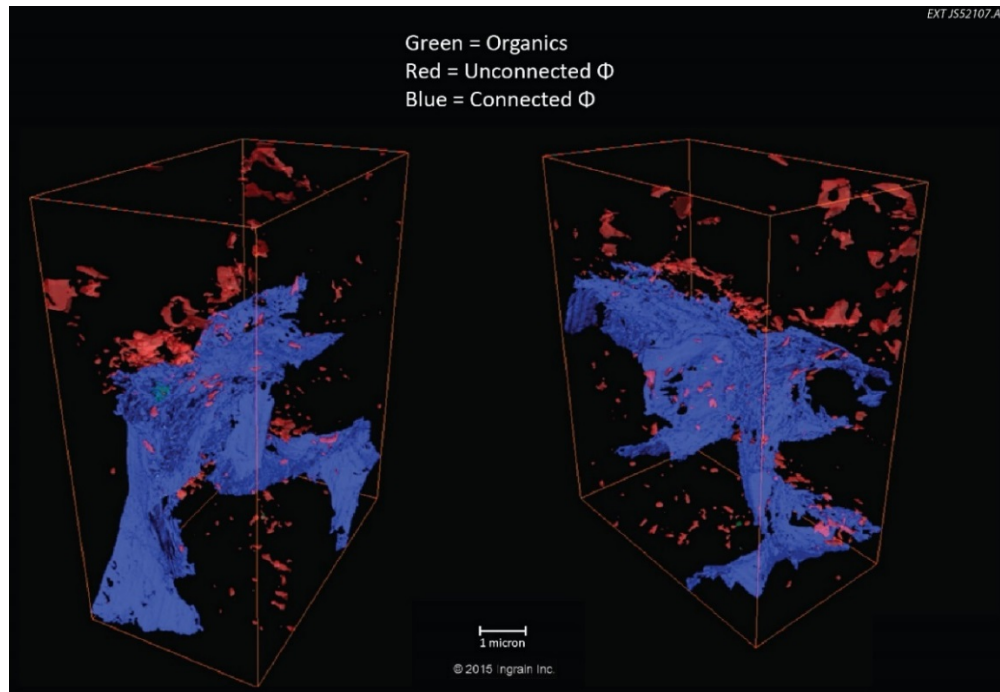 EXT JS52107.A
Green = Organics
Red = Unconnected Φ
Blue = Connected Φ
1 micron
© 2015 Ingrain Inc.